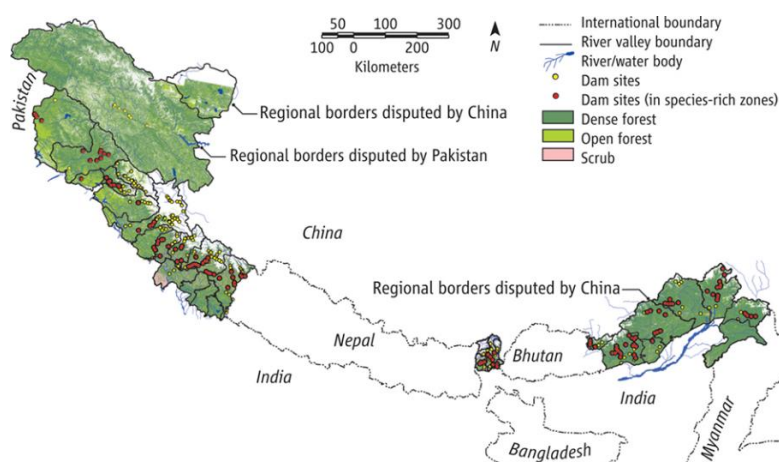 50 100 300
100 0 200
Kilometers
N
International boundary
River valley boundary
River/water body
Dam sites
Dam sites (in species-rich zones)
Dense forest
Open forest
Scrub
Pakistan
Regional borders disputed by China
Regional borders disputed by Pakistan
China
Regional borders disputed by China
Nepal
Bhutan
India
India
Bangladesh
Myanmar